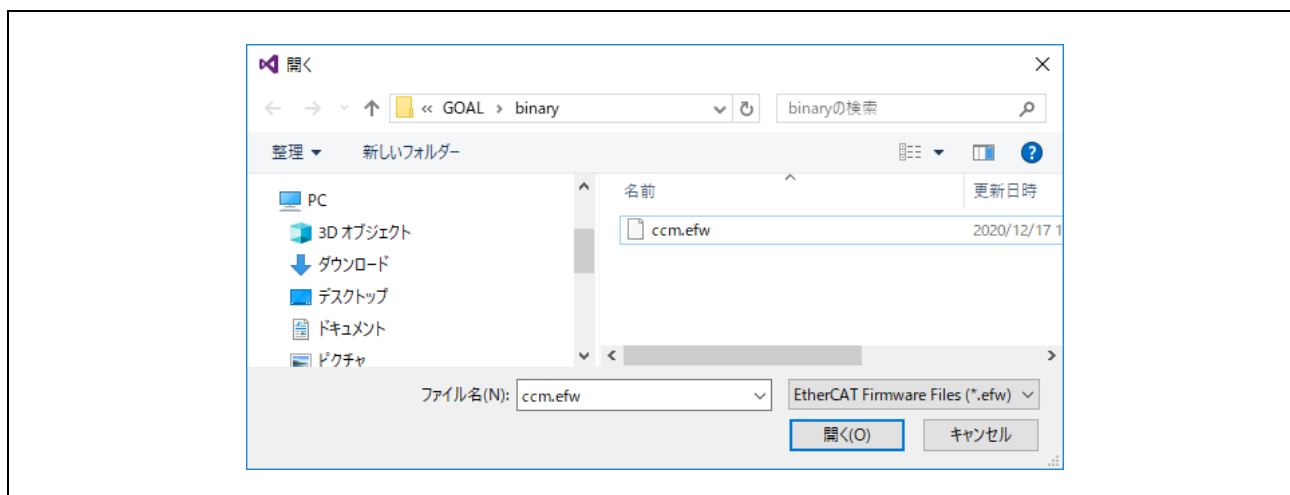 開く
« GOAL › binary
binaryの検索
整理
新しいフォルダー
名前
更新日時
PC
3D オブジェクト
ダウンロード
デスクトップ
ドキュメント
ピクチャ
ccm.efw
2020/12/17 1
ファイル名(N):
ccm.efw
EtherCAT Firmware Files (*.efw)
開く(O)
キャンセル